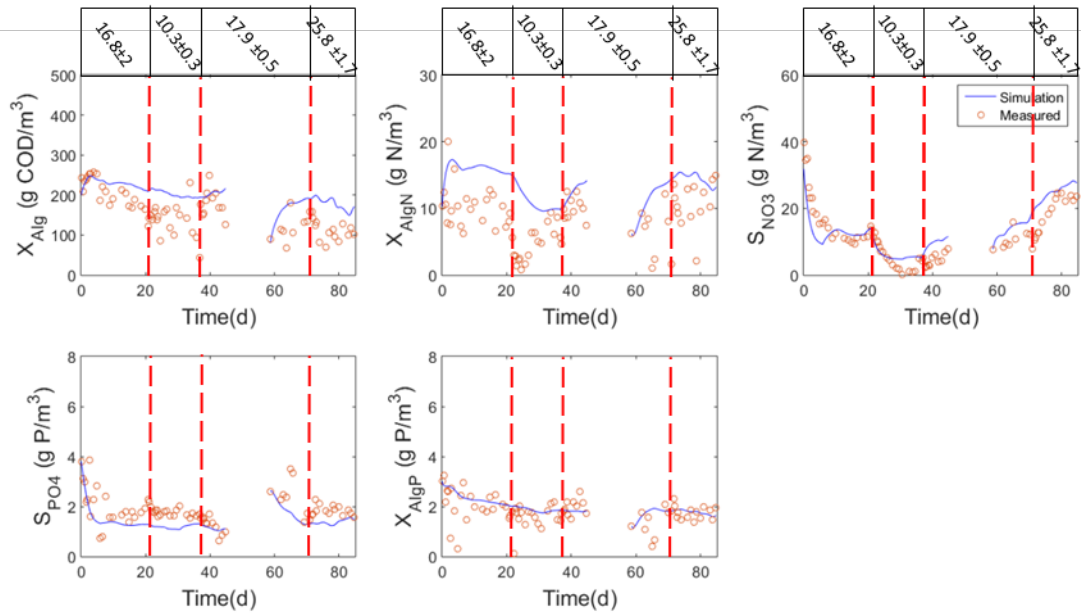 16.8±2 10.3±0.3 17.9 ±0.5 25.8 ±1.7
16.8±2 10.3±0.3 17.9 ±0.5 25.8 ±1.7
16.8±2 10.3±0.3 17.9 ±0.5 25.8 ±1.7
X_Alg (g COD/m³)
500
400
300
200
100
0
0 20 40 60 80
Time(d)
X_AlgN (g N/m³)
30
20
10
0
0 20 40 60 80
Time(d)
S_NO3 (g N/m³)
60
40
20
0
Simulation
Measured
0 20 40 60 80
Time(d)
S_PO4 (g P/m³)
8
6
4
2
0
0 20 40 60 80
Time(d)
X_AlgP (g P/m³)
8
6
4
2
0
0 20 40 60 80
Time(d)